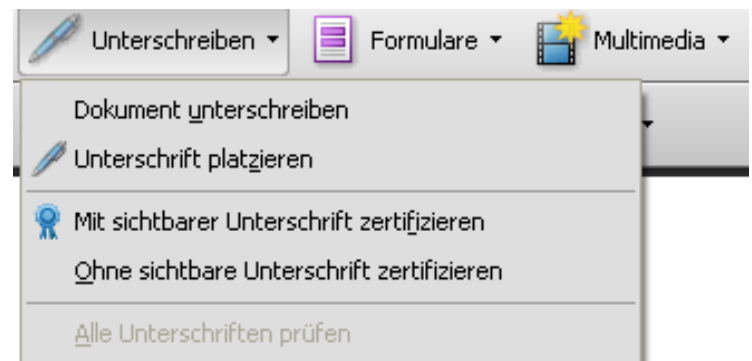 Unterschreiben Formulare Multimedia
Dokument unterschreiben
Unterschrift platzieren
Mit sichtbarer Unterschrift zertifizieren
Ohne sichtbare Unterschrift zertifizieren
Alle Unterschriften prüfen